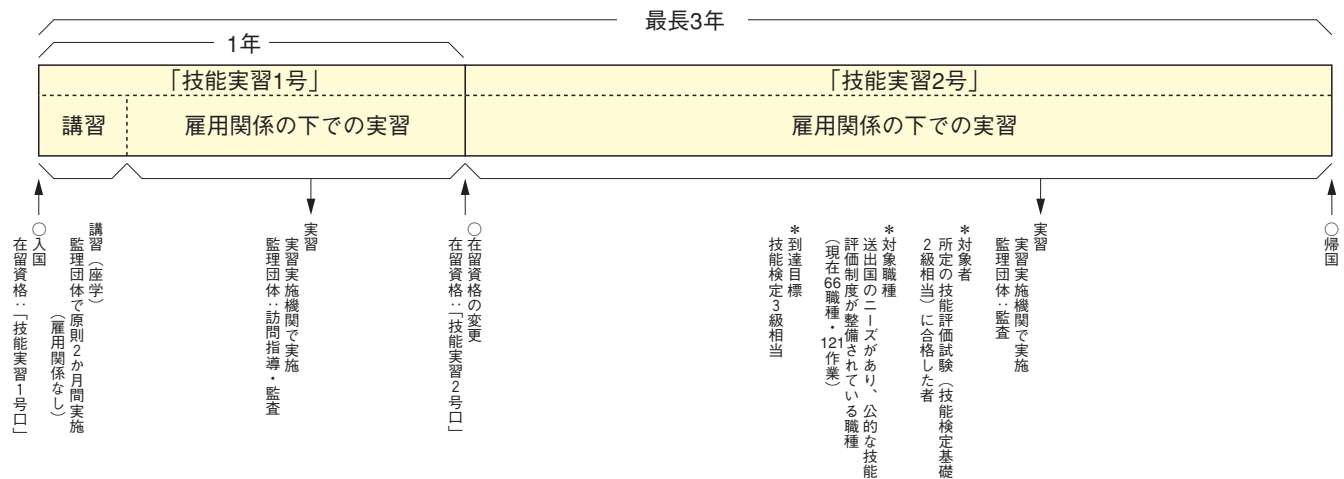 最長3年
1年
「技能実習1号」
「技能実習2号」
講習
雇用関係の下での実習
雇用関係の下での実習
○入国
在留資格：「技能実習1号ロ」
講習（座学）
監理団体で原則2か月間実施
（雇用関係なし）
実習
実習実施機関で実施
監理団体：訪問指導・監査
○在留資格の変更
在留資格：「技能実習2号ロ」
実習
実習実施機関で実施
監理団体：監査
＊対象者
所定の技能評価試験（技能検定基礎
2級相当）に合格した者
＊対象職種
送出国のニーズがあり、公的な技能
評価制度が整備されている職種
（現在66職種・121作業）
＊到達目標
技能検定3級相当
○帰国